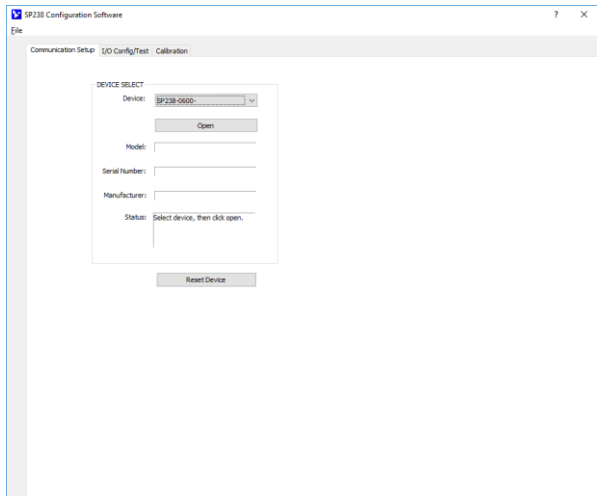 SP238 Configuration Software
File
Communication Setup I/O Config/Test Calibration
DEVICE SELECT
Device: SP238-0600-
Open
Model:
Serial Number:
Manufacturer:
Status: Select device, then click open.
Reset Device